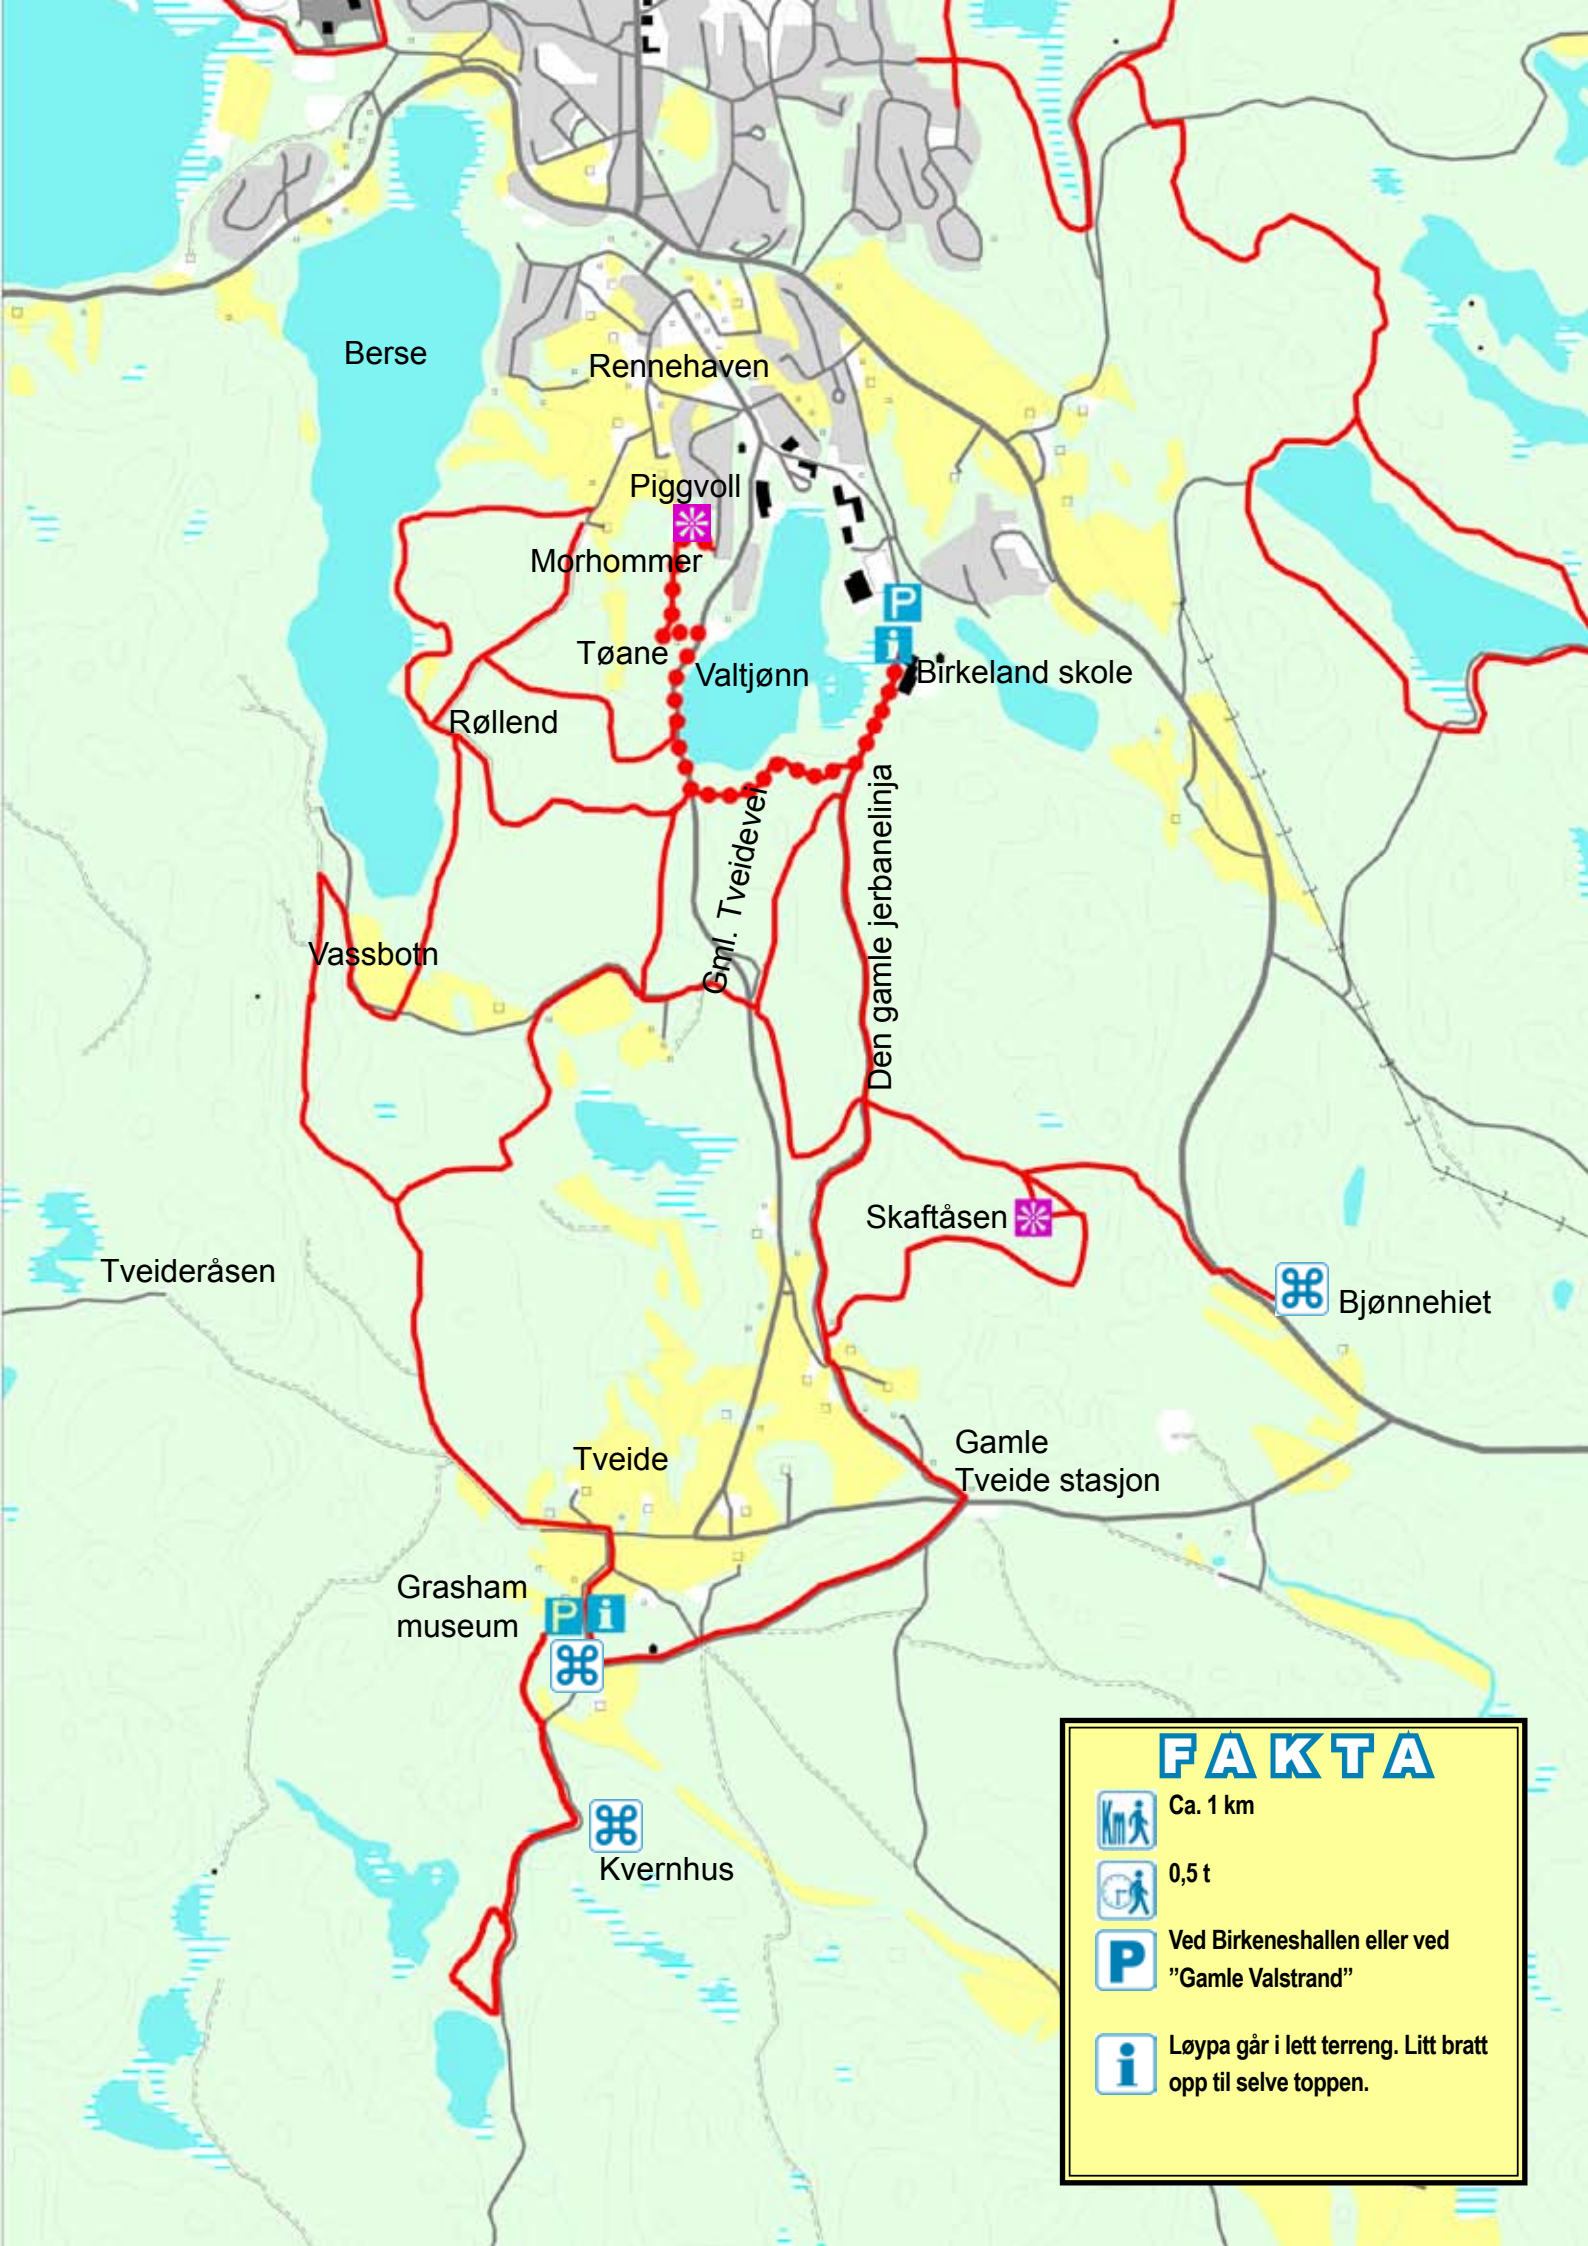 Berse
Rennehaven
Piggvoll
Morhommer
Tøane
Valtjønn
P
i
Birkeland skole
Røllend
Gml. Tveidevei
Den gamle jerbanelinja
Vassbotn
Skaftåsen
Tveideråsen
Bjønnehiet
Gamle
Tveide stasjon
Tveide
Grasham
museum
P i
Kvernhus
FAKTA
Km
Ca. 1 km
0,5 t
P
Ved Birkeneshallen eller ved
”Gamle Valstrand”
i
Løypa går i lett terreng. Litt bratt
opp til selve toppen.